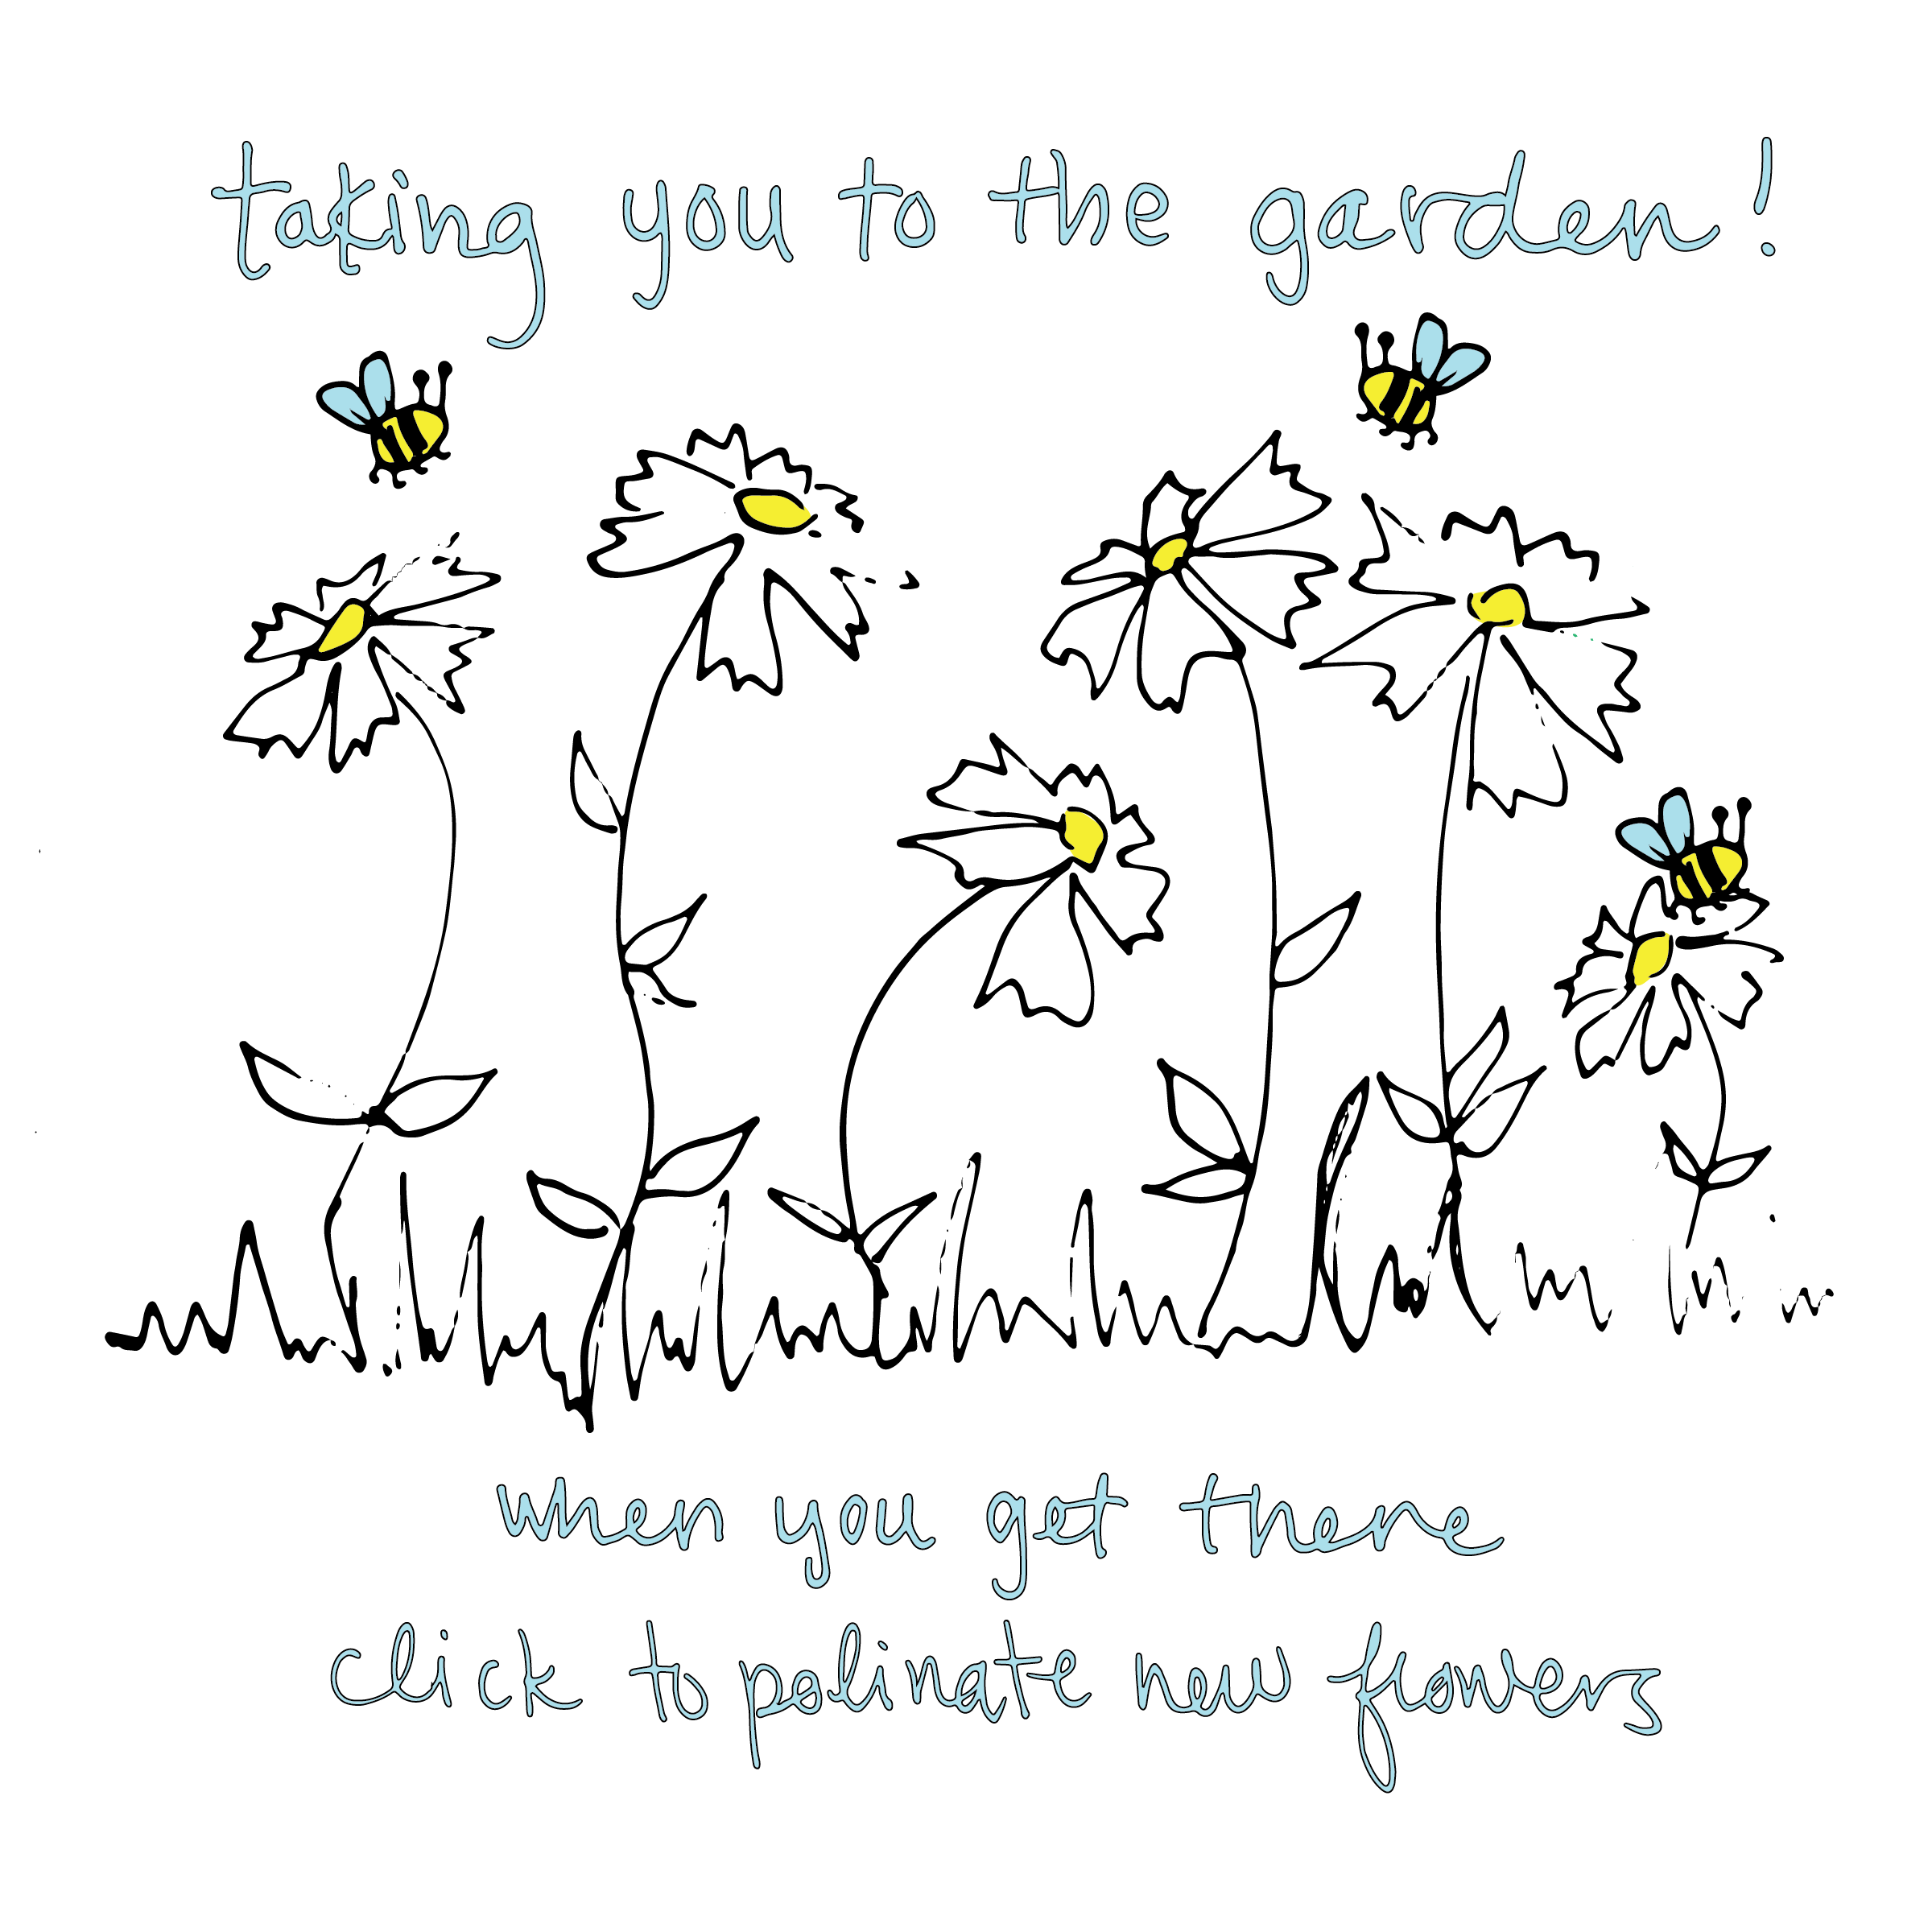 taking you to the garden!
when you get there
click to polinate new flowers